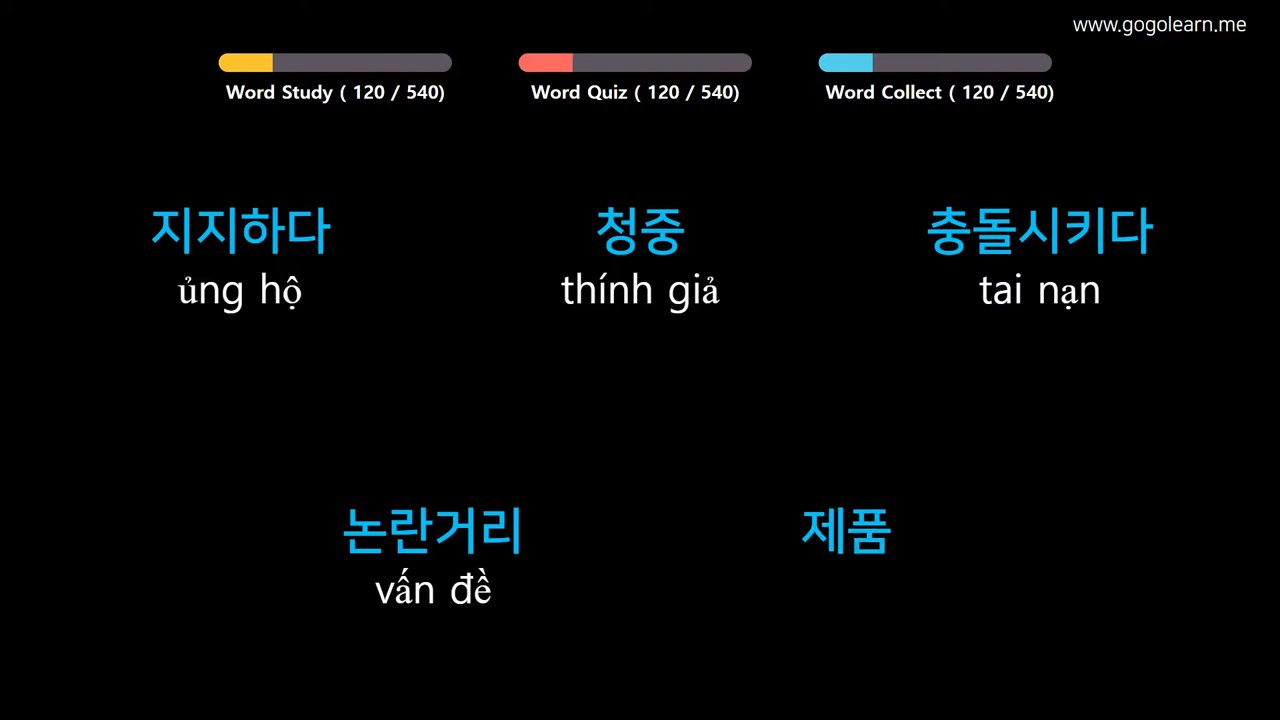 www.gogolearn.me
Word Study ( 120 / 540)
Word Quiz ( 120 / 540)
Word Collect ( 120 / 540)
지지하다
ủng hộ
청중
thính giả
충돌시키다
tai nạn
논란거리
vấn đề
제품